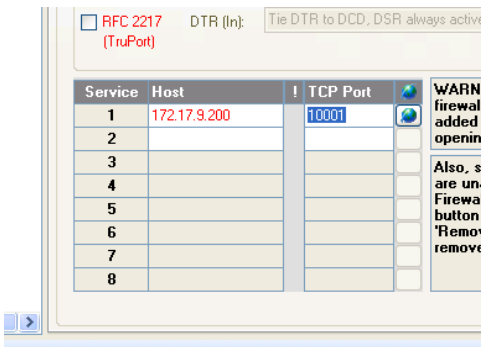 RFC 2217 DTR (In): Tie DTR to DCD, DSR always active
(TruPort)
Service Host ! TCP Port
1 172.17.9.200 10001
2
3
4
5
6
7
8
WARN
firewal
added
openin
Also, s
are una
Firewa
button
'Remov
remove